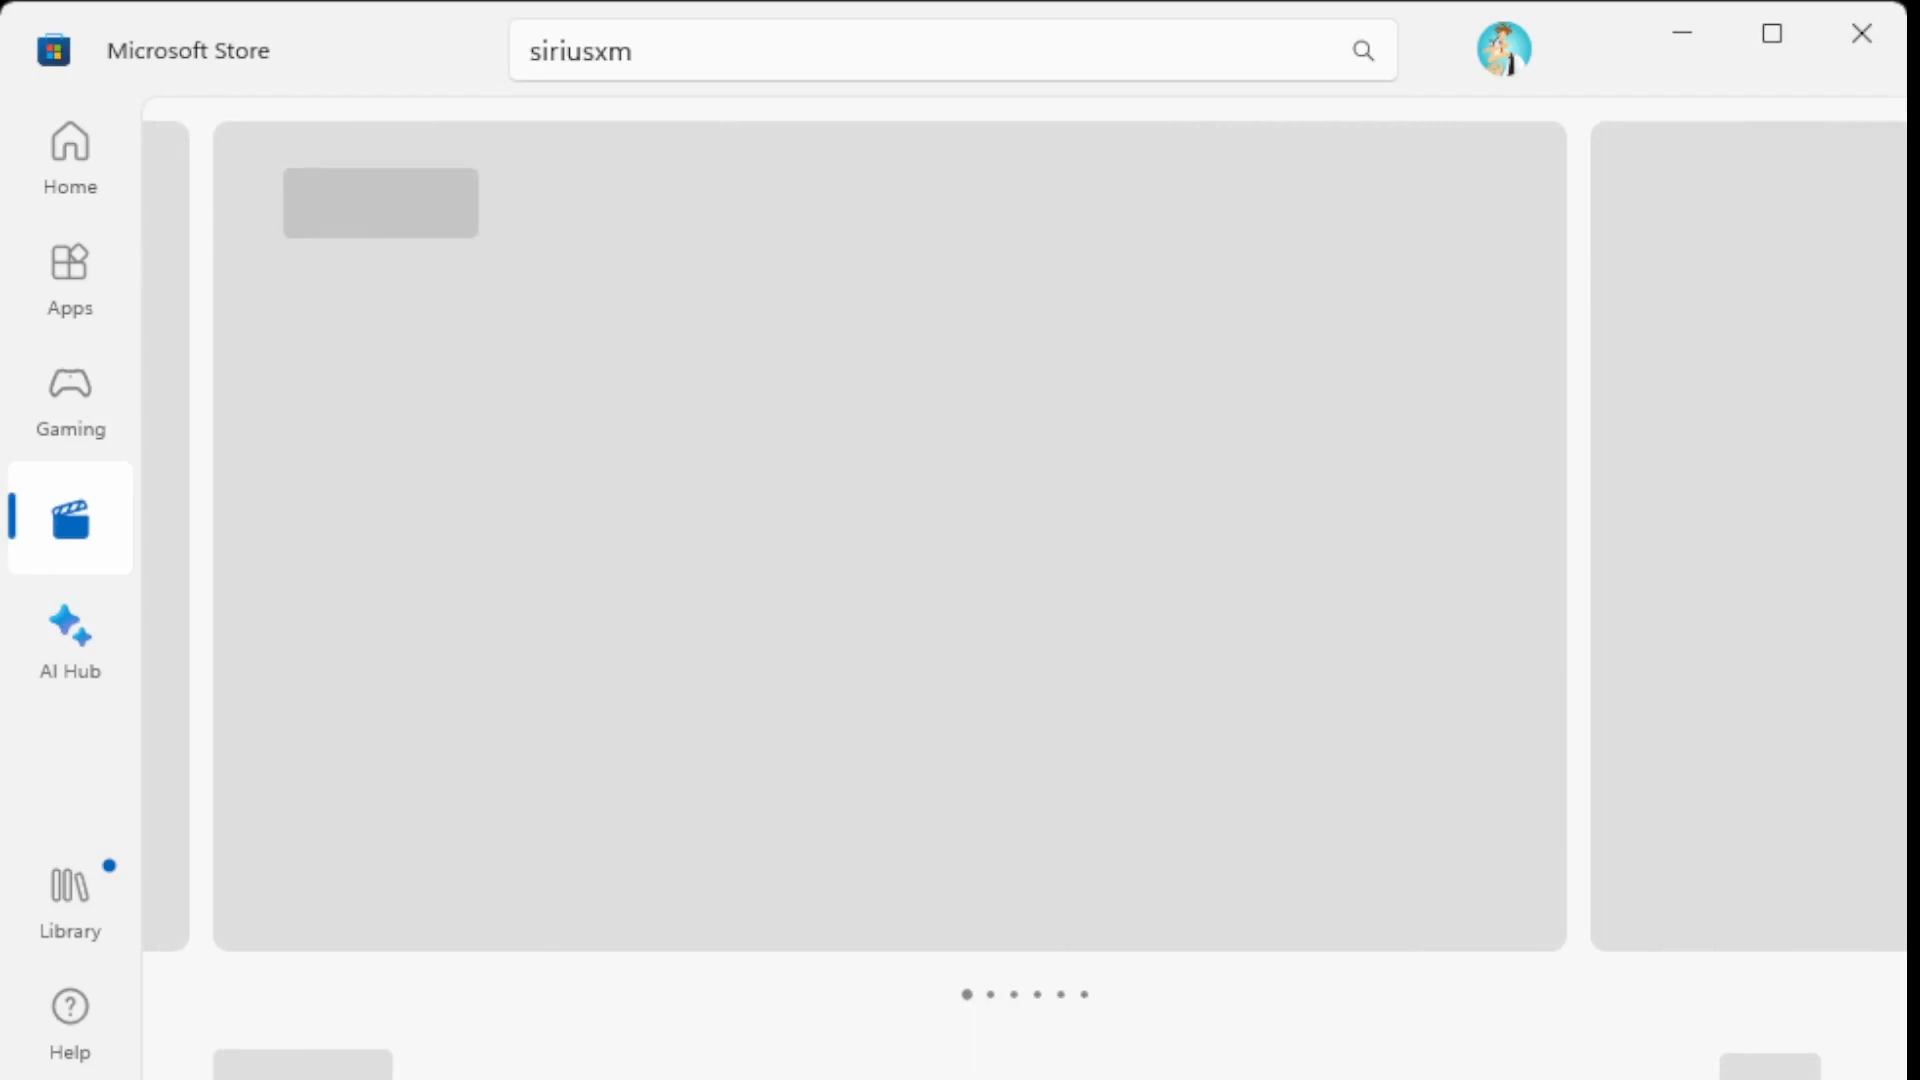 Microsoft Store
siriusxm
Home
Apps
Gaming
AI Hub
Library
Help